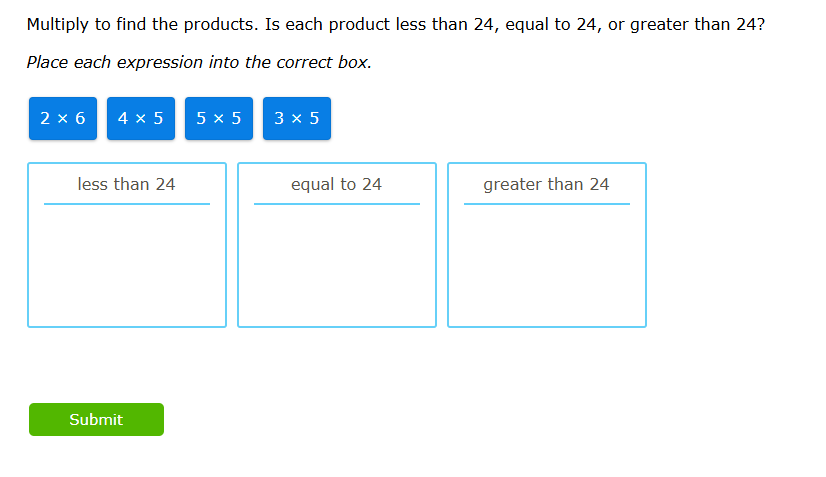 Multiply to find the products. Is each product less than 24, equal to 24, or greater than 24?
Place each expression into the correct box.
2 × 6 4 × 5 5 × 5 3 × 5
less than 24 equal to 24 greater than 24
Submit